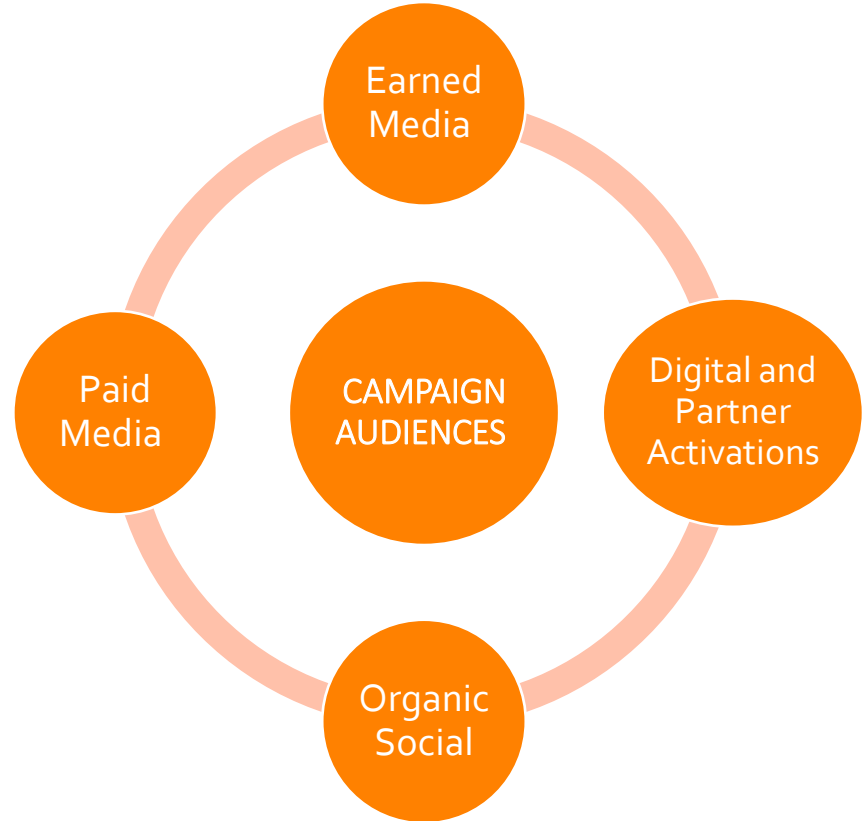 Earned
Media
Paid
Media
CAMPAIGN
AUDIENCES
Digital and
Partner
Activations
Organic
Social